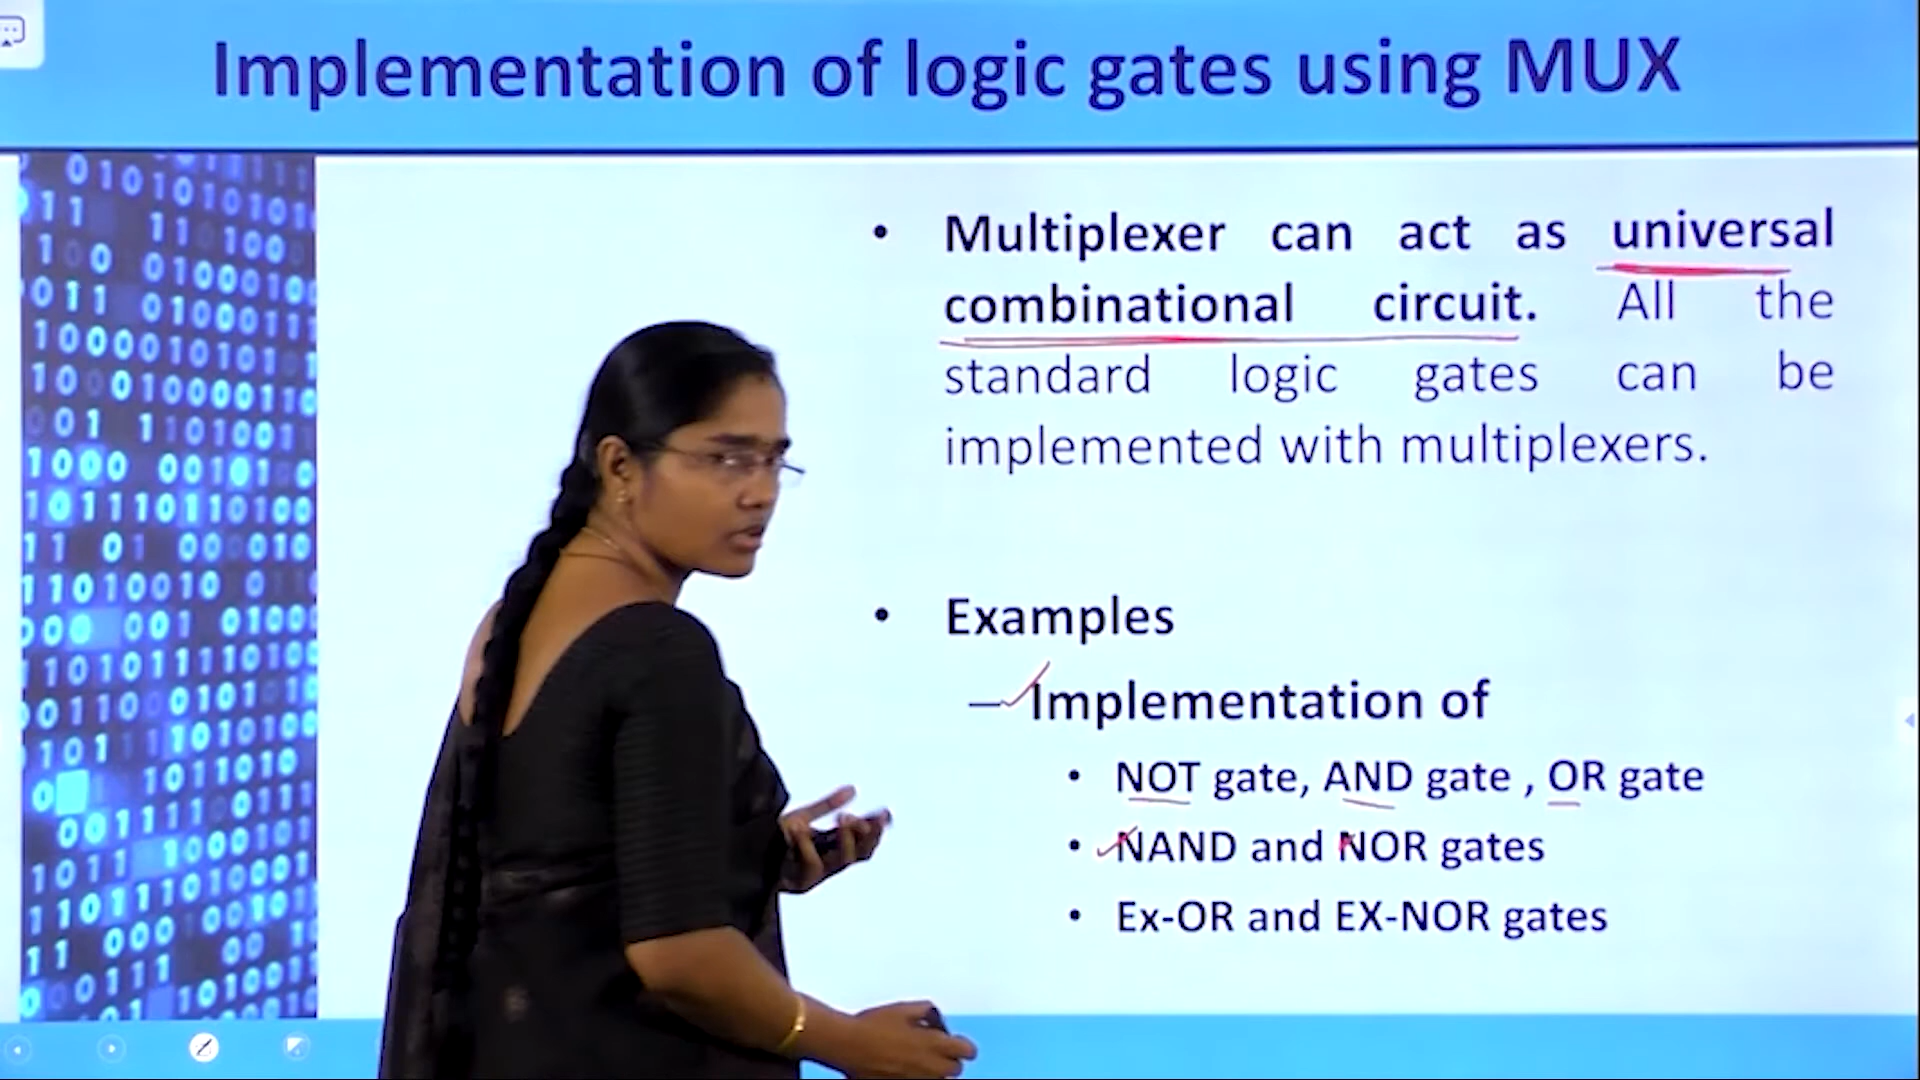 Implementation of logic gates using MUX
• Multiplexer can act as universal
combinational circuit. All the
standard logic gates can be
implemented with multiplexers.
• Examples
– Implementation of
• NOT gate, AND gate , OR gate
• NAND and NOR gates
• Ex-OR and EX-NOR gates